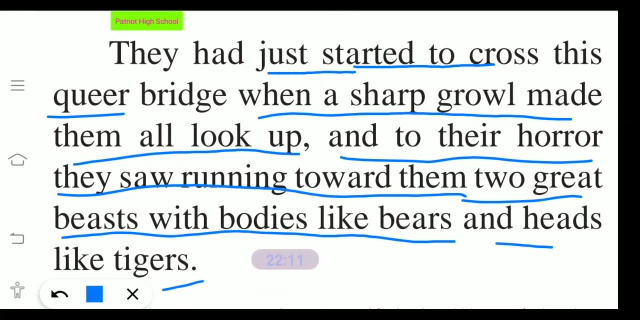 Patriot High School
They had just started to cross this
queer bridge when a sharp growl made
them all look up, and to their horror
they saw running toward them two great
beasts with bodies like bears and heads
like tigers.
22:11